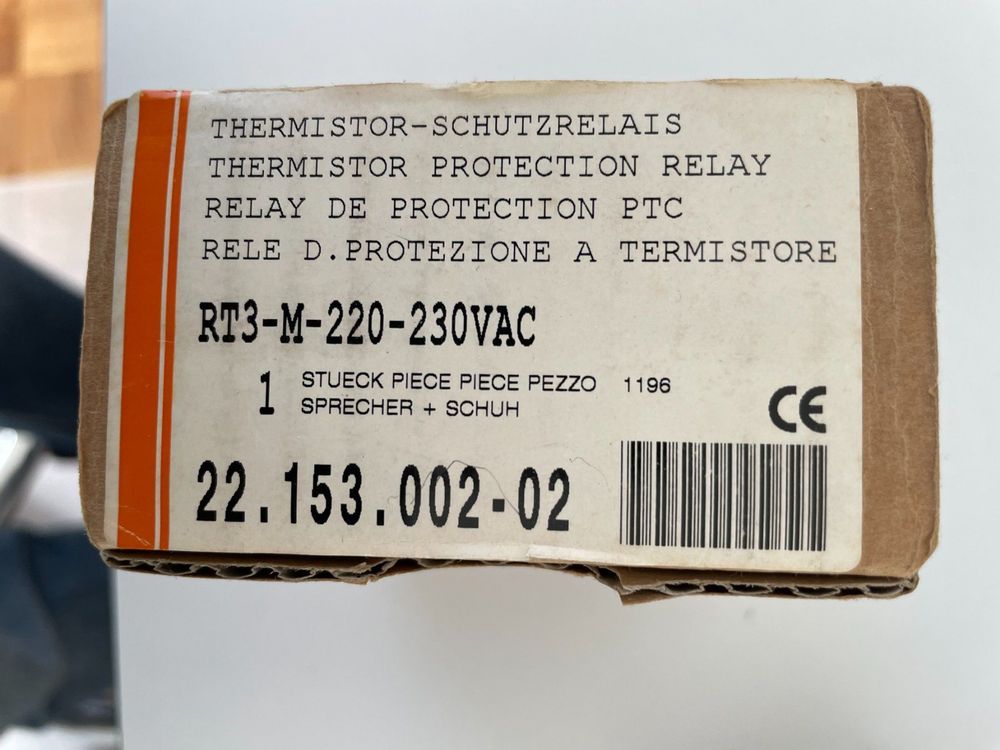 THERMISTOR-SCHUTZRELAIS
THERMISTOR PROTECTION RELAY
RELAY DE PROTECTION PTC
RELE D.PROTEZIONE A TERMISTORE
RT3-M-220-230VAC
1 STUECK PIECE PIECE PEZZO 1196
SPRECHER + SCHUH
CE
22.153.002-02